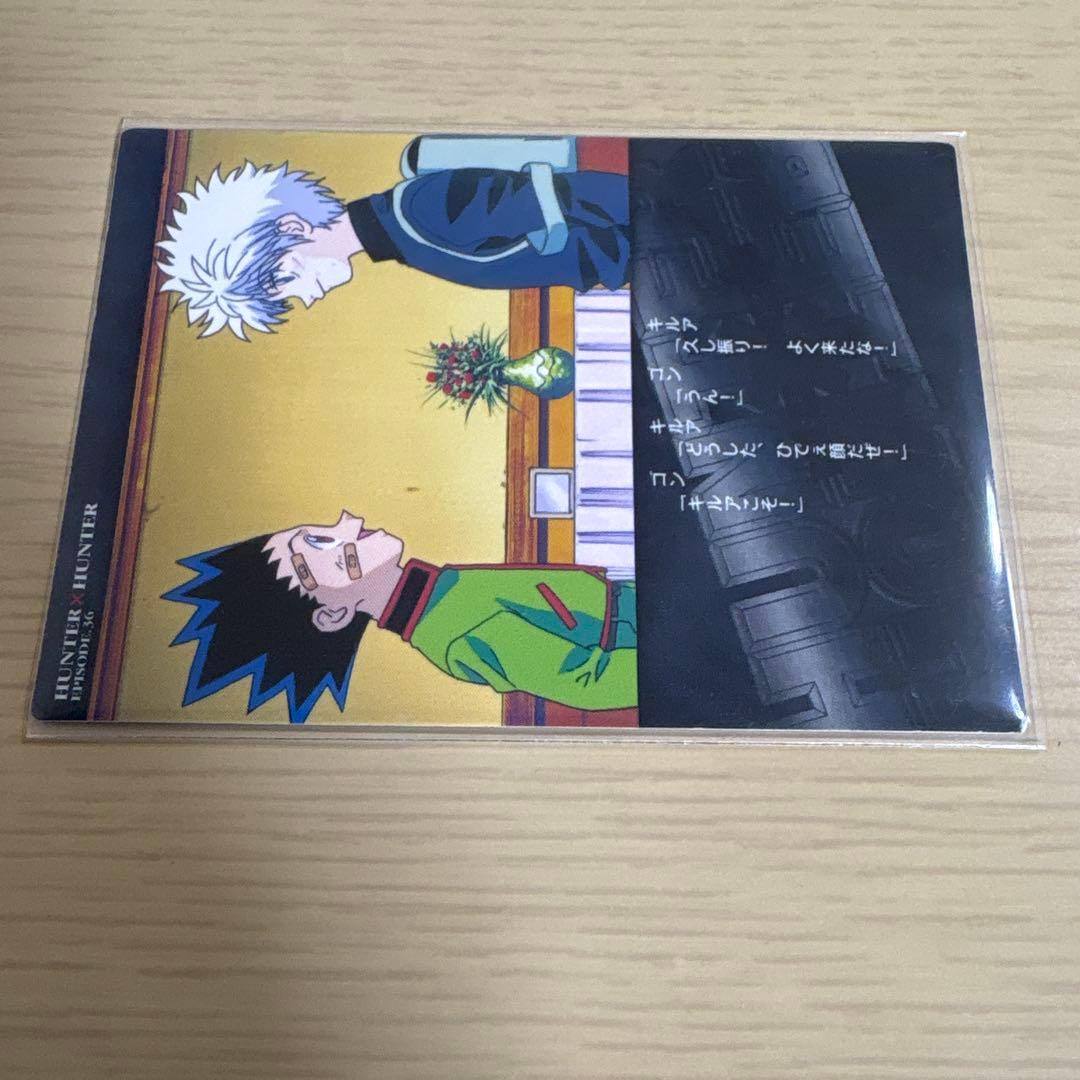 HUNTER×HUNTER
EPISODE.36
キルア
「久し振り！　よく来たな！」
ゴン
「うん！」
キルア
「どうした、ひでぇ顔だぜ！」
ゴン
「キルアこそ！」